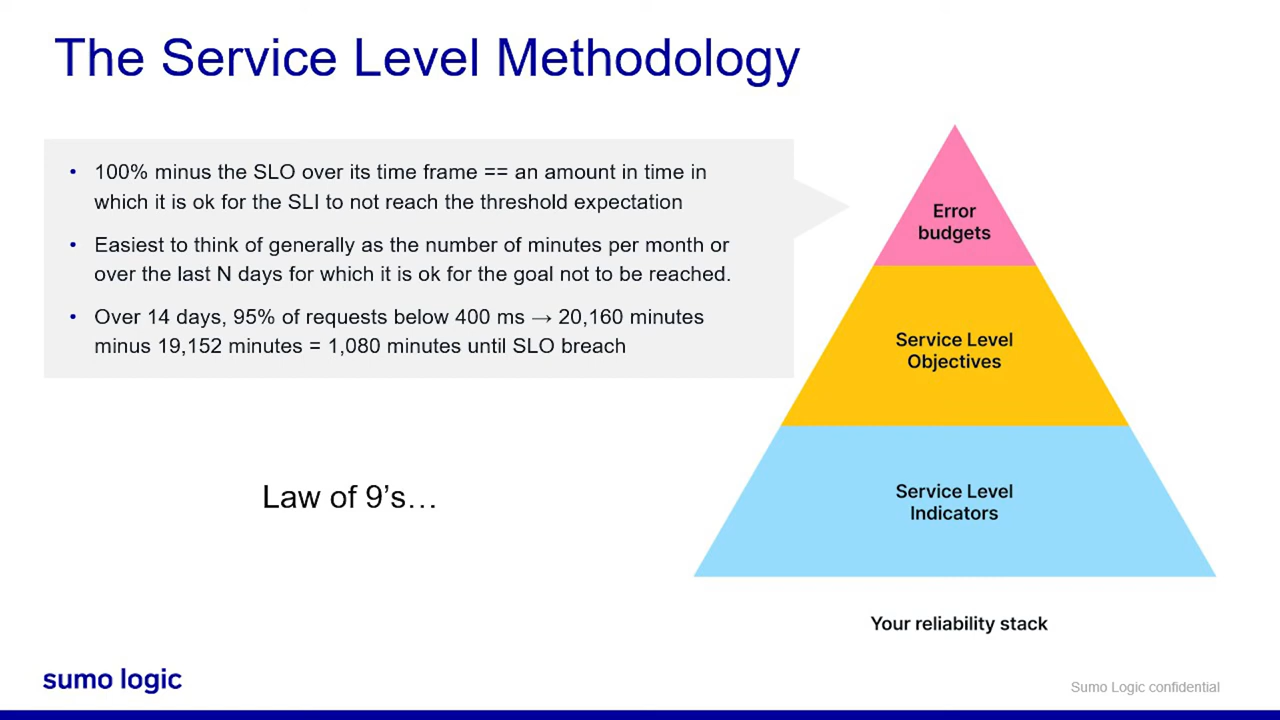 The Service Level Methodology
• 100% minus the SLO over its time frame == an amount in time in
which it is ok for the SLI to not reach the threshold expectation
• Easiest to think of generally as the number of minutes per month or
over the last N days for which it is ok for the goal not to be reached.
• Over 14 days, 95% of requests below 400 ms → 20,160 minutes
minus 19,152 minutes = 1,080 minutes until SLO breach
Law of 9’s…
Error
budgets
Service Level
Objectives
Service Level
Indicators
Your reliability stack
sumo logic
Sumo Logic confidential